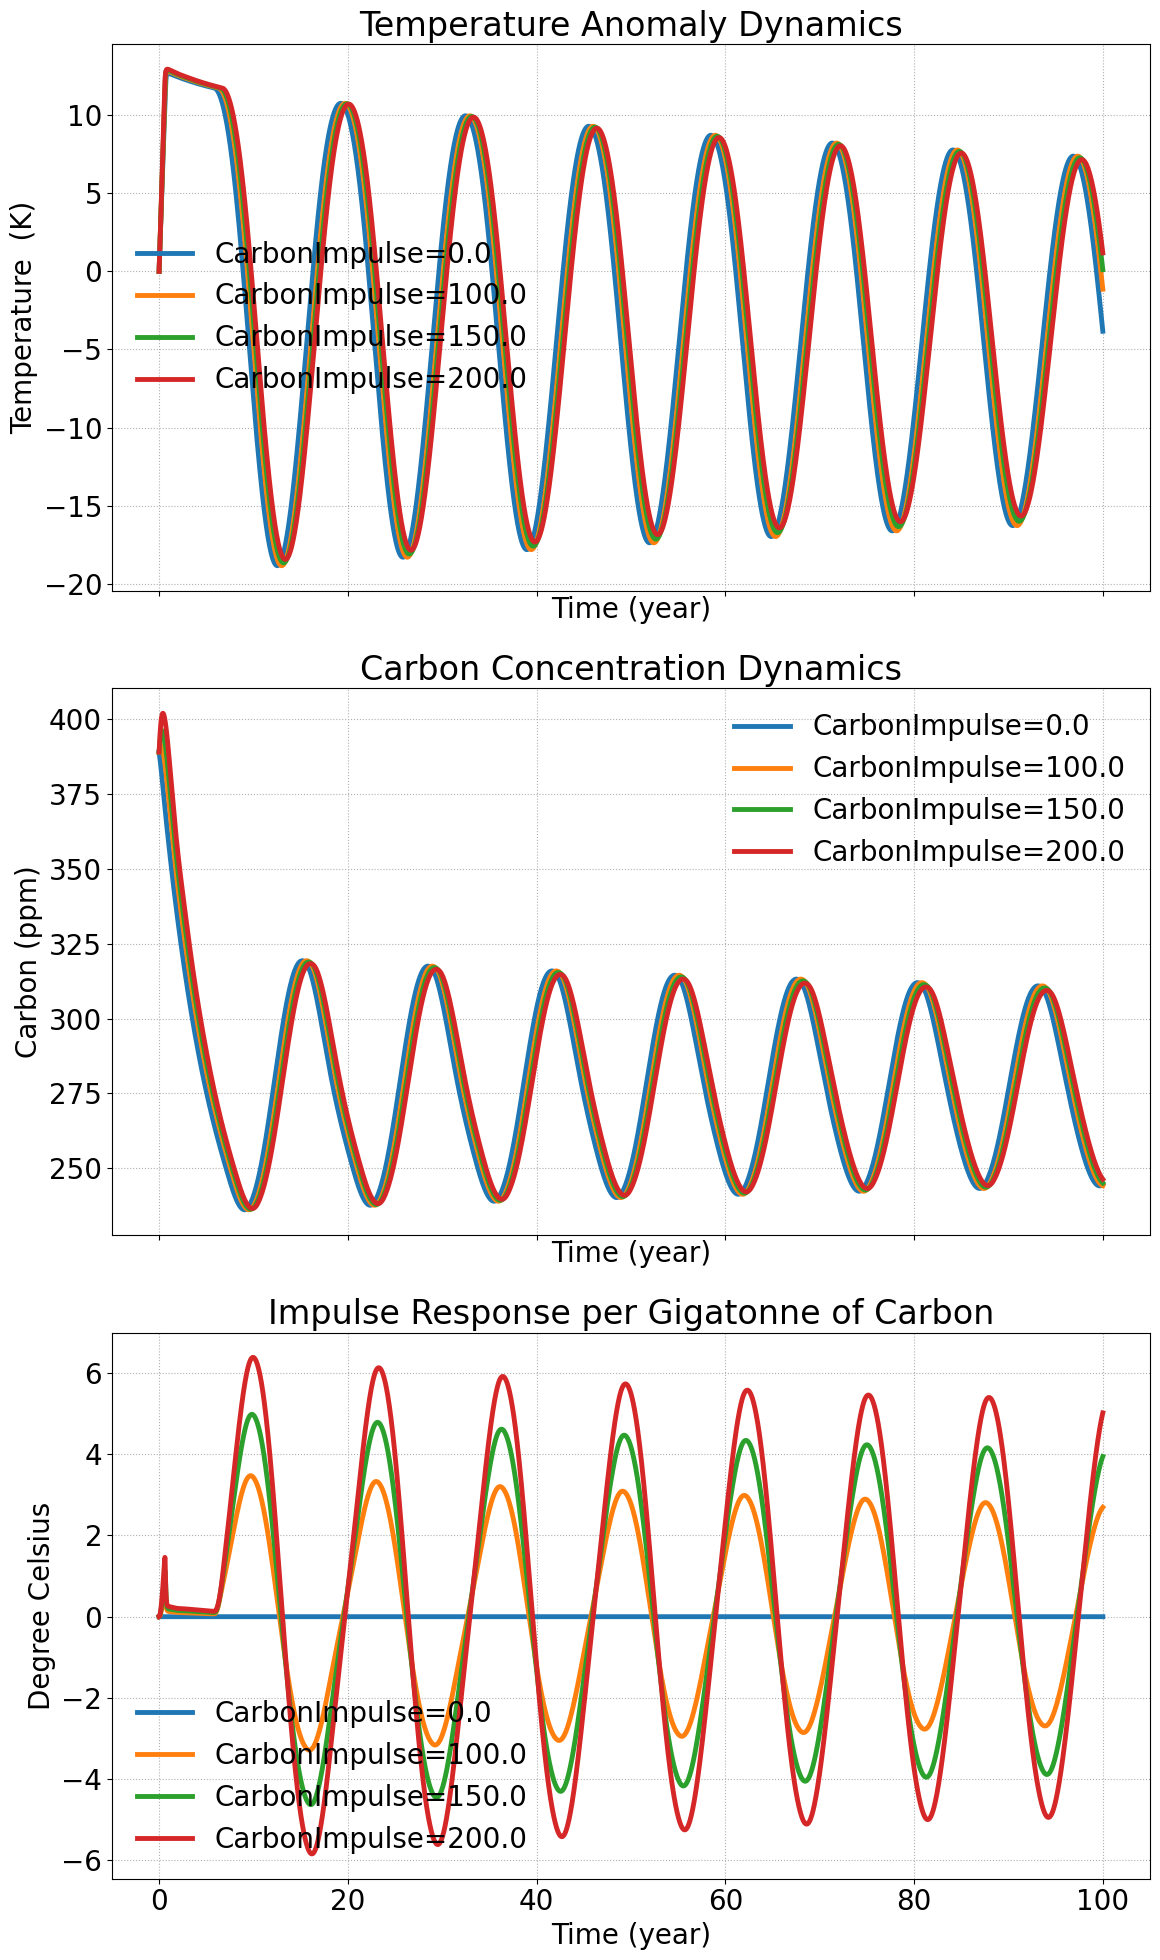 Temperature Anomaly Dynamics
10
5
0
−5
−10
−15
−20
Temperature  (K)
CarbonImpulse=0.0
CarbonImpulse=100.0
CarbonImpulse=150.0
CarbonImpulse=200.0
Time (year)
Carbon Concentration Dynamics
400
375
350
325
300
275
250
Carbon (ppm)
CarbonImpulse=0.0
CarbonImpulse=100.0
CarbonImpulse=150.0
CarbonImpulse=200.0
Time (year)
Impulse Response per Gigatonne of Carbon
6
4
2
0
−2
−4
−6
Degree Celsius
CarbonImpulse=0.0
CarbonImpulse=100.0
CarbonImpulse=150.0
CarbonImpulse=200.0
0 20 40 60 80 100
Time (year)